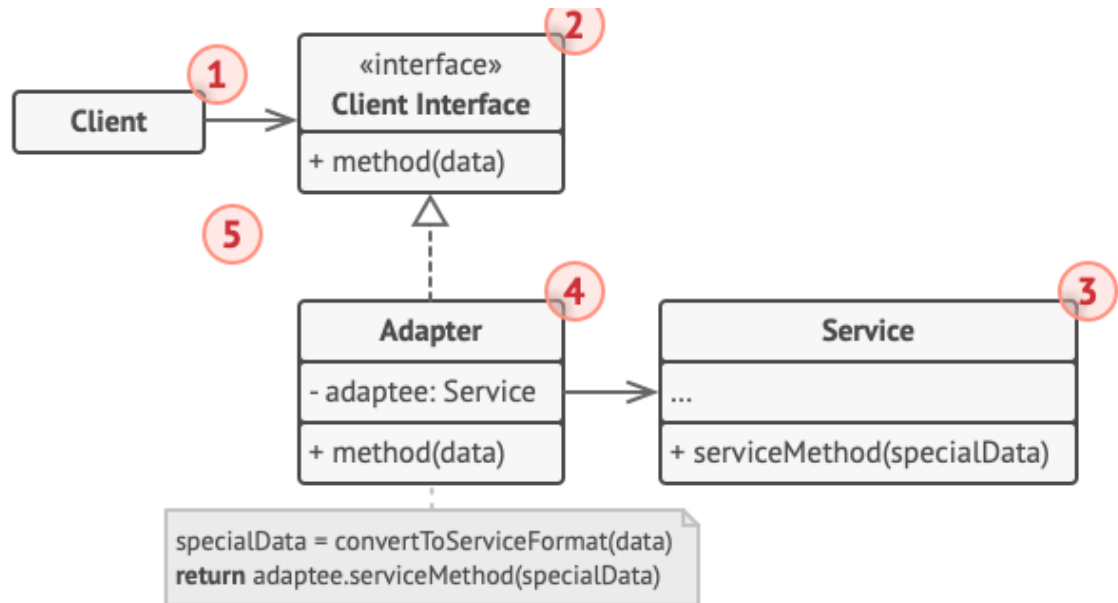 1
Client
2
«interface»
Client Interface
+ method(data)
5
4
Adapter
- adaptee: Service
+ method(data)
3
Service
...
+ serviceMethod(specialData)
specialData = convertToServiceFormat(data)
return adaptee.serviceMethod(specialData)